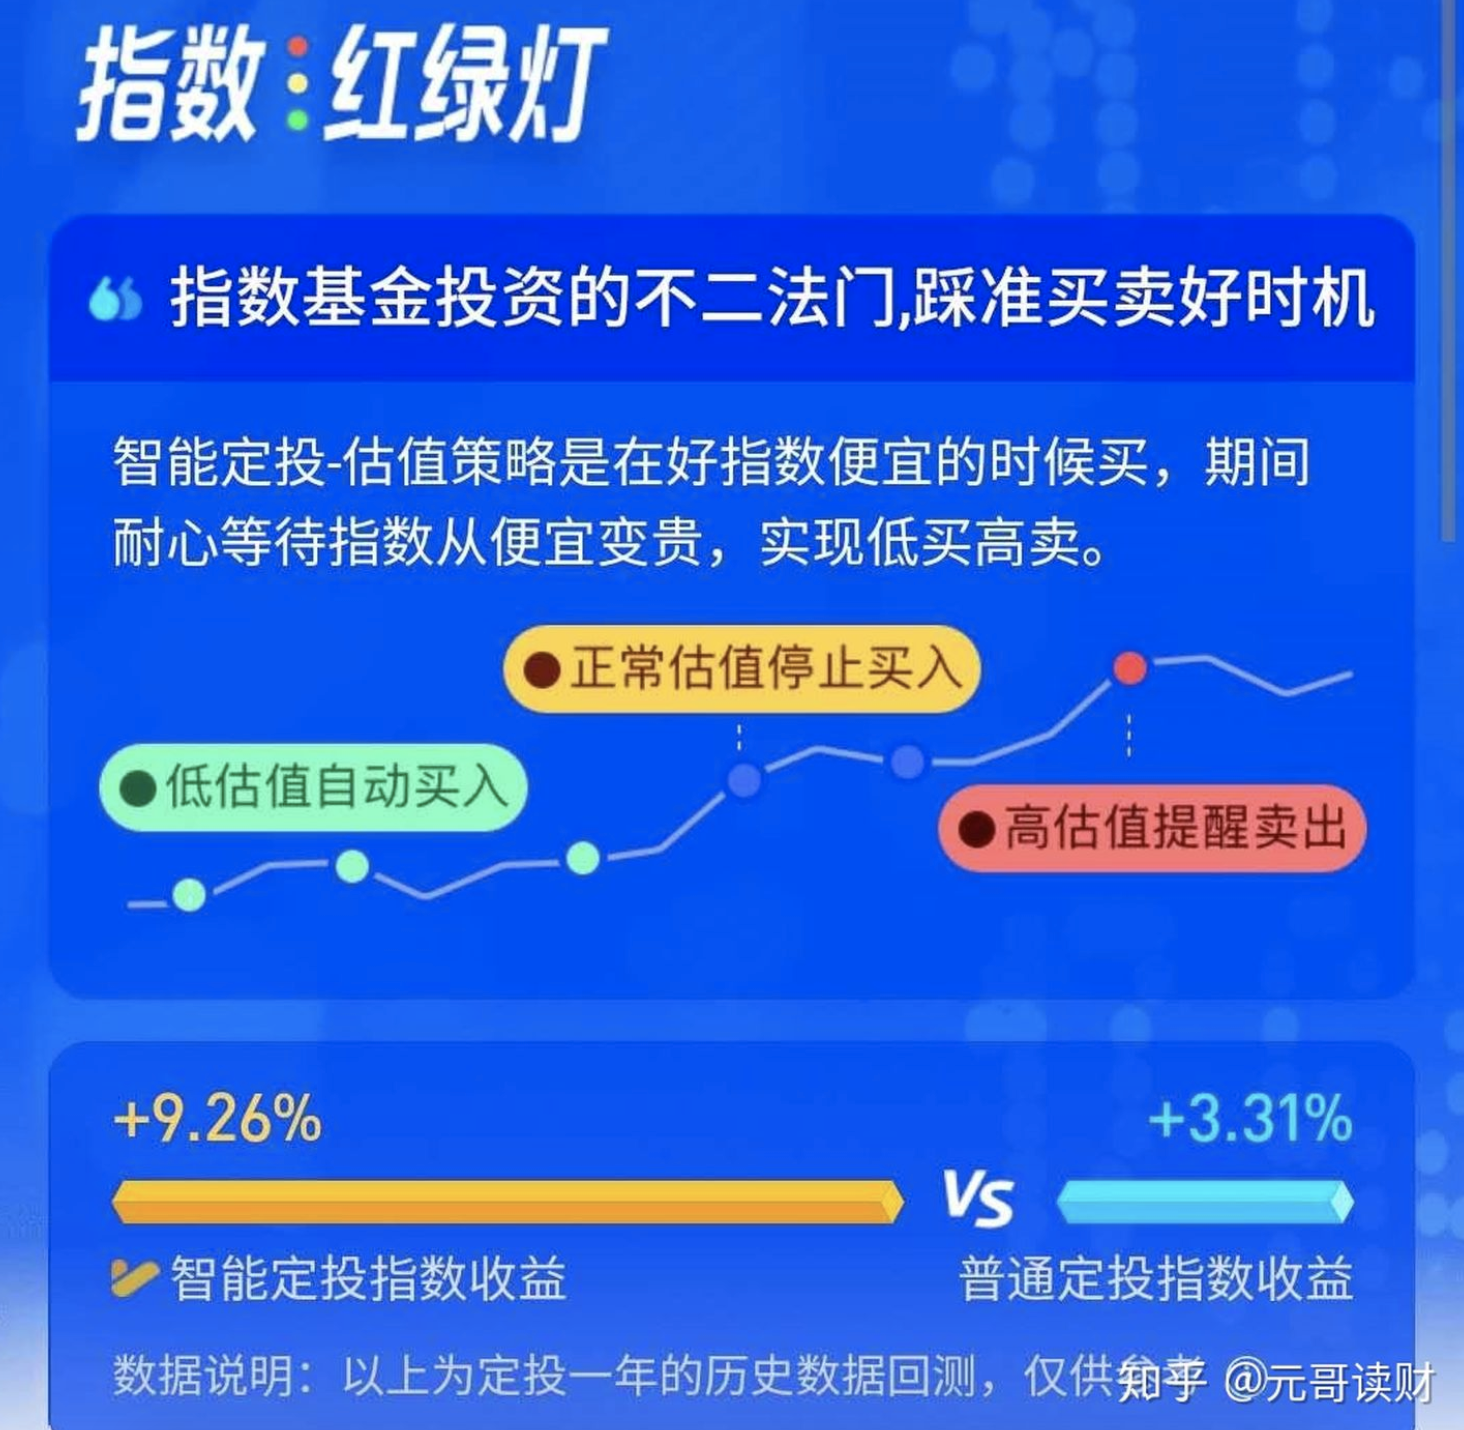 指数红绿灯
指数基金投资的不二法门,踩准买卖好时机
智能定投-估值策略是在好指数便宜的时候买，期间
耐心等待指数从便宜变贵，实现低买高卖。
正常估值停止买入
低估值自动买入
高估值提醒卖出
+9.26%
+3.31%
VS
智能定投指数收益
普通定投指数收益
数据说明：以上为定投一年的历史数据回测，仅供参考
知乎 @元哥读财